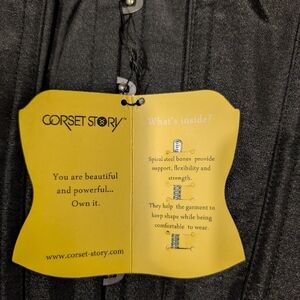 CORSET STORY
You are beautiful
and powerful...
Own it.
www.corset-story.com
What's inside?
Spiral steel bones provide
support, flexibility and
strength.
They help the garment to
keep shape while being
comfortable to wear.